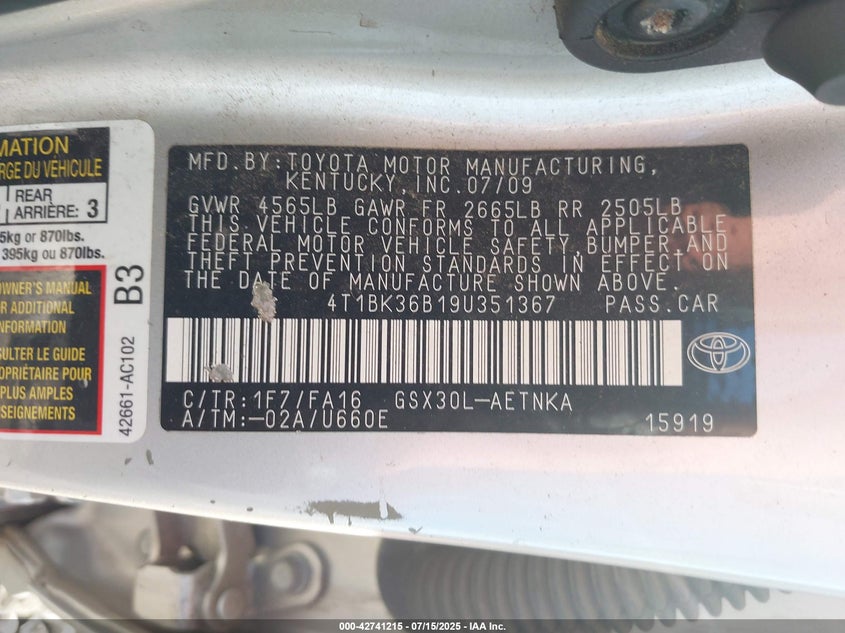 MATION
RGE DU VÉHICULE
REAR
ARRIÈRE: 3
5kg or 870lbs.
395kg ou 870lbs.
OWNER'S MANUAL
R ADDITIONAL
INFORMATION
SULTER LE GUIDE
OPRIÉTAIRE POUR
PLUS AMPLES
SEIGNEMENTS
B3
42661-AC102
MFD.BY:TOYOTA MOTOR MANUFACTURING,
KENTUCKY,INC.07/09
GVWR 4565LB GAWR FR 2665LB RR 2505LB
THIS VEHICLE CONFORMS TO ALL APPLICABLE
FEDERAL MOTOR VEHICLE SAFETY,BUMPER AND
THEFT PREVENTION STANDARDS IN EFFECT ON
THE DATE OF MANUFACTURE SHOWN ABOVE.
4T1BK36B19U351367 PASS.CAR
C/TR:1F7/FA16 GSX30L-AETNKA
A/TM:-02A/U660E 15919
000-42741215 - 07/15/2025 - IAA Inc.